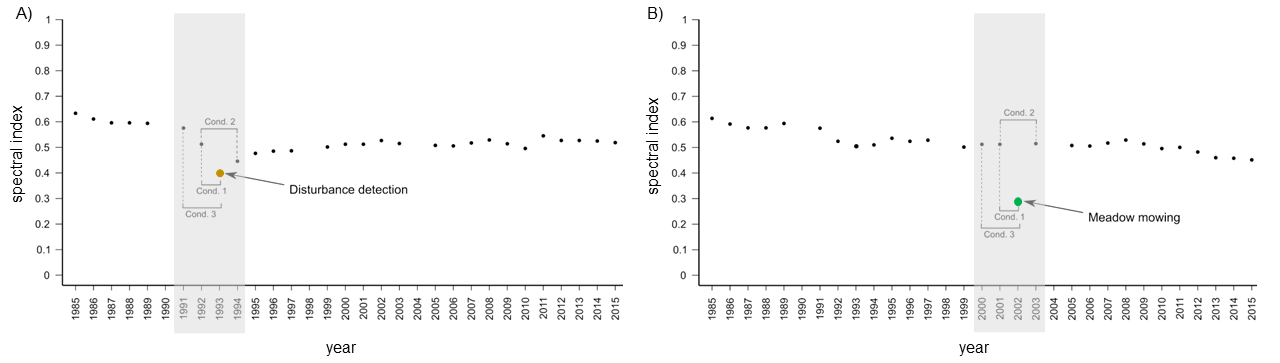 A)
spectral index
1
0.9
0.8
0.7
0.6
0.5
0.4
0.3
0.2
0.1
0
Cond. 2
Cond. 1
Cond. 3
Disturbance detection
1985 1986 1987 1988 1989 1990 1991 1992 1993 1994 1995 1996 1997 1998 1999 2000 2001 2002 2003 2004 2005 2006 2007 2008 2009 2010 2011 2012 2013 2014 2015
year
B)
spectral index
1
0.9
0.8
0.7
0.6
0.5
0.4
0.3
0.2
0.1
0
Cond. 2
Cond. 1
Cond. 3
Meadow mowing
1985 1986 1987 1988 1989 1990 1991 1992 1993 1994 1995 1996 1997 1998 1999 2000 2001 2002 2003 2004 2005 2006 2007 2008 2009 2010 2011 2012 2013 2014 2015
year